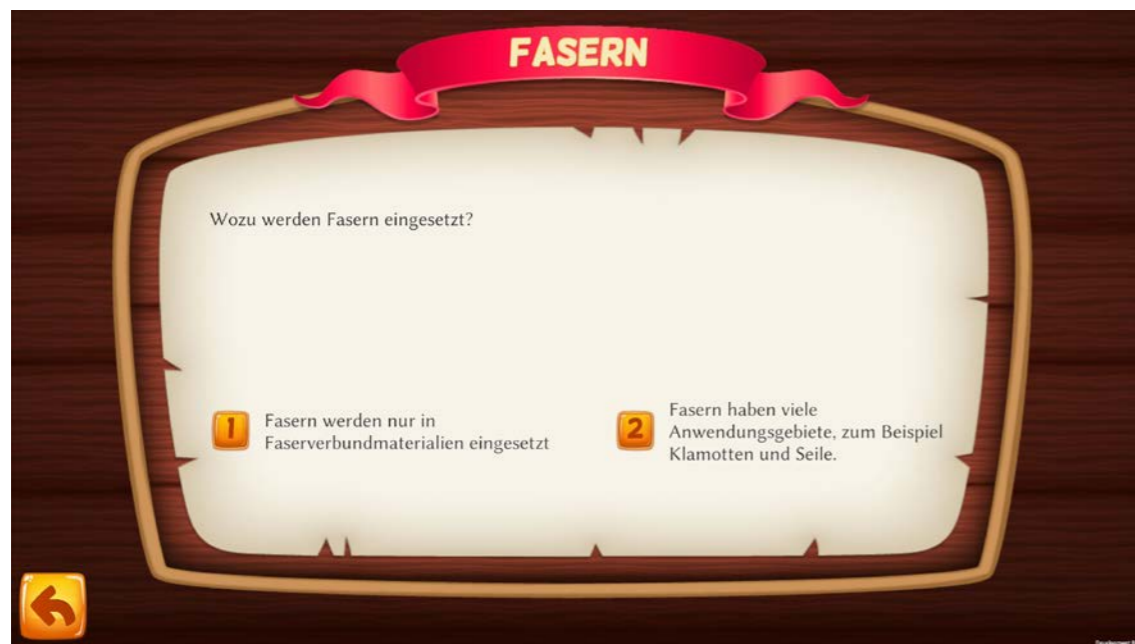 FASERN
Wozu werden Fasern eingesetzt?
1
Fasern werden nur in
Faserverbundmaterialien eingesetzt
2
Fasern haben viele
Anwendungsgebiete, zum Beispiel
Klamotten und Seile.